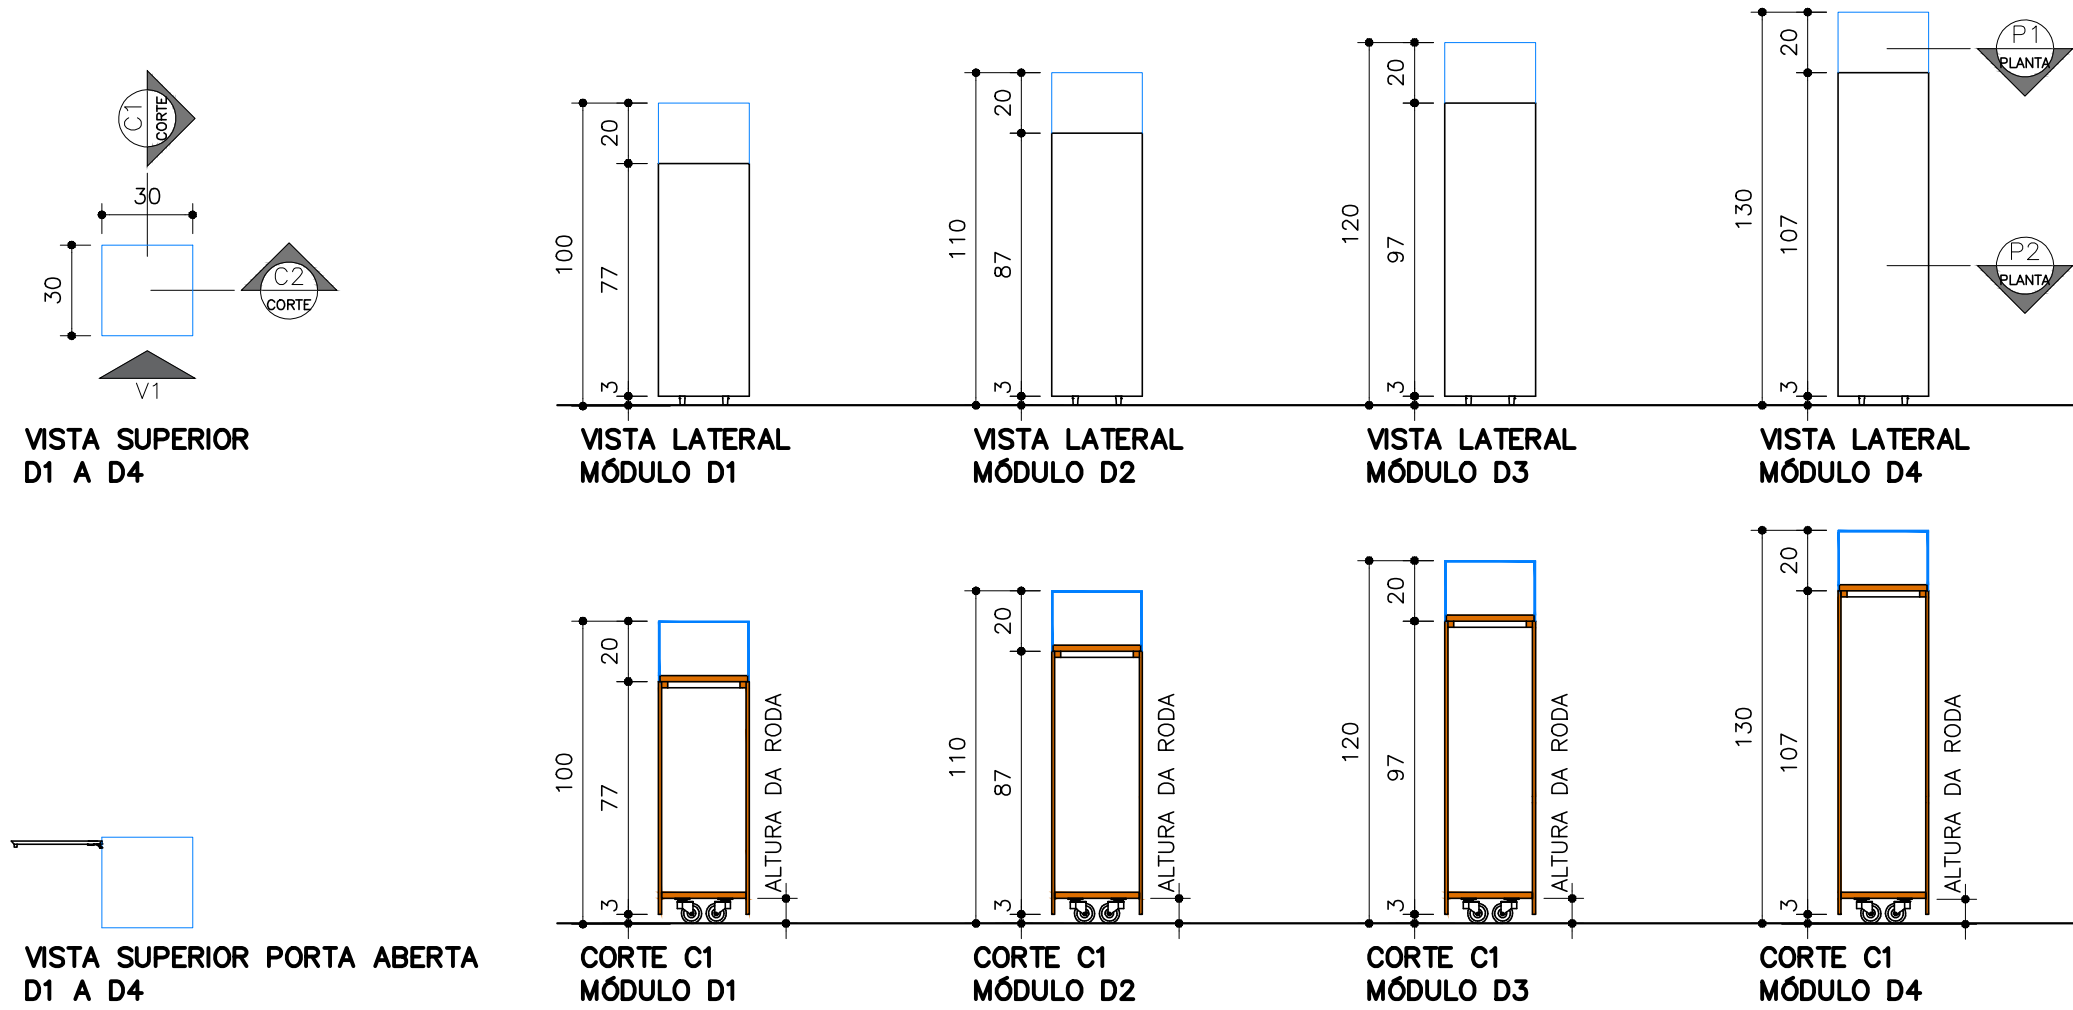 C1
CORTE
30
30
C2
CORTE
V1
VISTA SUPERIOR
D1 A D4
100
20
77
3
VISTA LATERAL
MÓDULO D1
110
20
87
3
VISTA LATERAL
MÓDULO D2
120
20
97
3
VISTA LATERAL
MÓDULO D3
130
20
107
3
P1
PLANTA
P2
PLANTA
VISTA LATERAL
MÓDULO D4
VISTA SUPERIOR PORTA ABERTA
D1 A D4
100
20
77
3
ALTURA DA RODA
CORTE C1
MÓDULO D1
110
20
87
3
ALTURA DA RODA
CORTE C1
MÓDULO D2
120
20
97
3
ALTURA DA RODA
CORTE C1
MÓDULO D3
130
20
107
3
ALTURA DA RODA
CORTE C1
MÓDULO D4